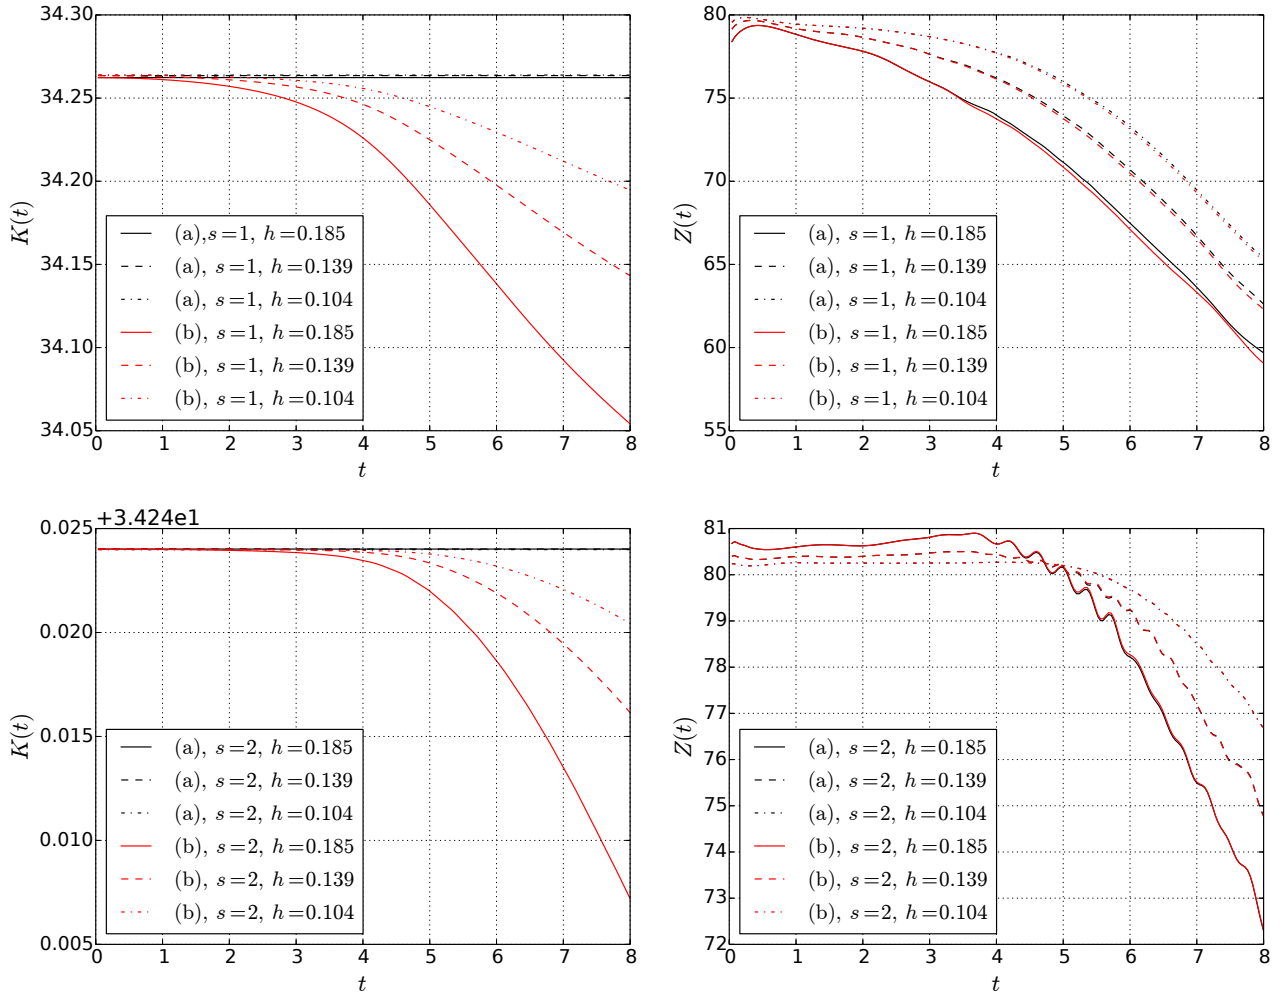 34.30
34.25
34.20
34.15
34.10
34.05
K(t)
(a),s=1, h=0.185
(a), s=1, h=0.139
(a), s=1, h=0.104
(b), s=1, h=0.185
(b), s=1, h=0.139
(b), s=1, h=0.104
0 1 2 3 4 5 6 7 8
t
80
75
70
65
60
55
Z(t)
(a), s=1, h=0.185
(a), s=1, h=0.139
(a), s=1, h=0.104
(b), s=1, h=0.185
(b), s=1, h=0.139
(b), s=1, h=0.104
0 1 2 3 4 5 6 7 8
t
+3.424e1
0.025
0.020
0.015
0.010
0.005
K(t)
(a), s=2, h=0.185
(a), s=2, h=0.139
(a), s=2, h=0.104
(b), s=2, h=0.185
(b), s=2, h=0.139
(b), s=2, h=0.104
0 1 2 3 4 5 6 7 8
t
81
80
79
78
77
76
75
74
73
72
Z(t)
(a), s=2, h=0.185
(a), s=2, h=0.139
(a), s=2, h=0.104
(b), s=2, h=0.185
(b), s=2, h=0.139
(b), s=2, h=0.104
0 1 2 3 4 5 6 7 8
t